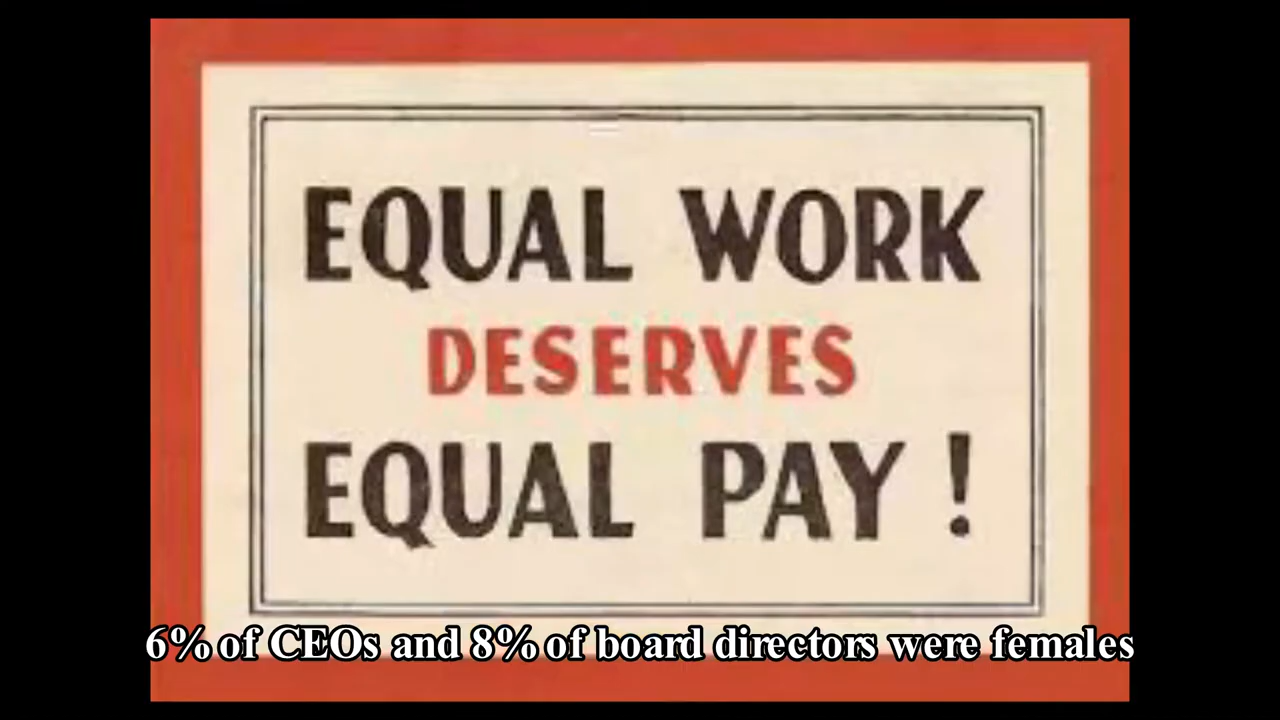 EQUAL WORK
DESERVES
EQUAL PAY !
6% of CEOs and 8% of board directors were females